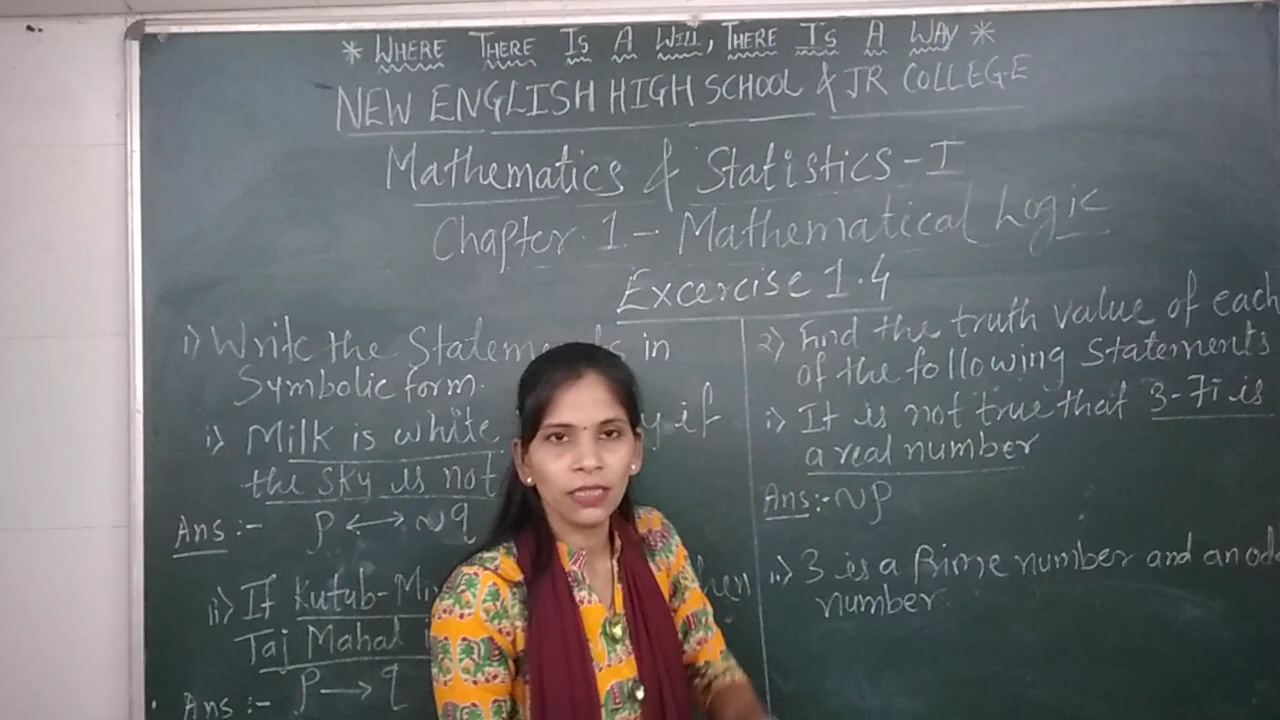 * WHERE THERE IS A WILL, THERE IS A WAY *
NEW ENGLISH HIGH SCHOOL & JR COLLEGE
Mathematics & Statistics-I
Chapter 1- Mathematical Logic
Excercise 1.4
1) Write the Statements in
Symbolic form.
i) Milk is white if
the sky is not
Ans :- p ↔ ~q
ii) If Kutub-
Taj Mahal
Ans :- p → q
2) Find the truth value of each
of the following Statements
i) It is not true that 3-7i is
a real number
Ans :- ~p
ii) 3 is a Prime number and an
number.